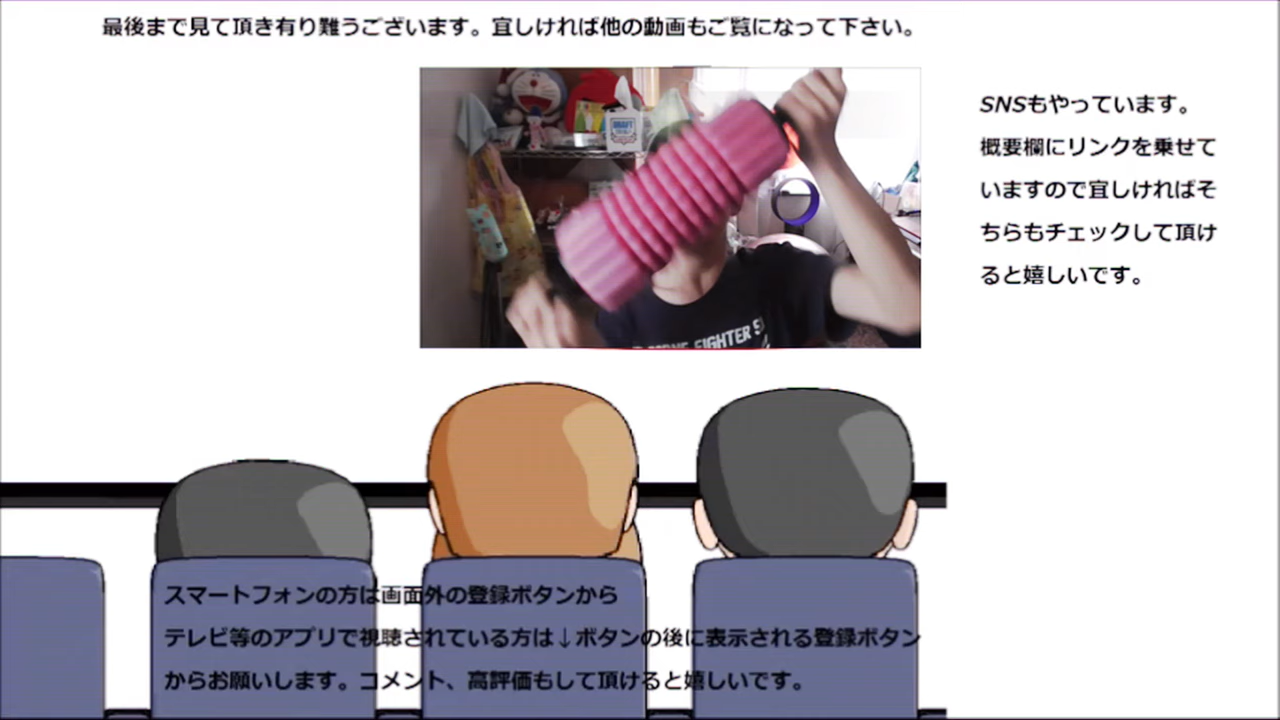 最後まで見て頂き有り難うございます。宜しければ他の動画もご覧になって下さい。
SNSもやっています。
概要欄にリンクを乗せて
いますので宜しければそ
ちらもチェックして頂け
ると嬉しいです。
FIGHTER
スマートフォンの方は画面外の登録ボタンから
テレビ等のアプリで視聴されている方は↓ボタンの後に表示される登録ボタン
からお願いします。コメント、高評価もして頂けると嬉しいです。